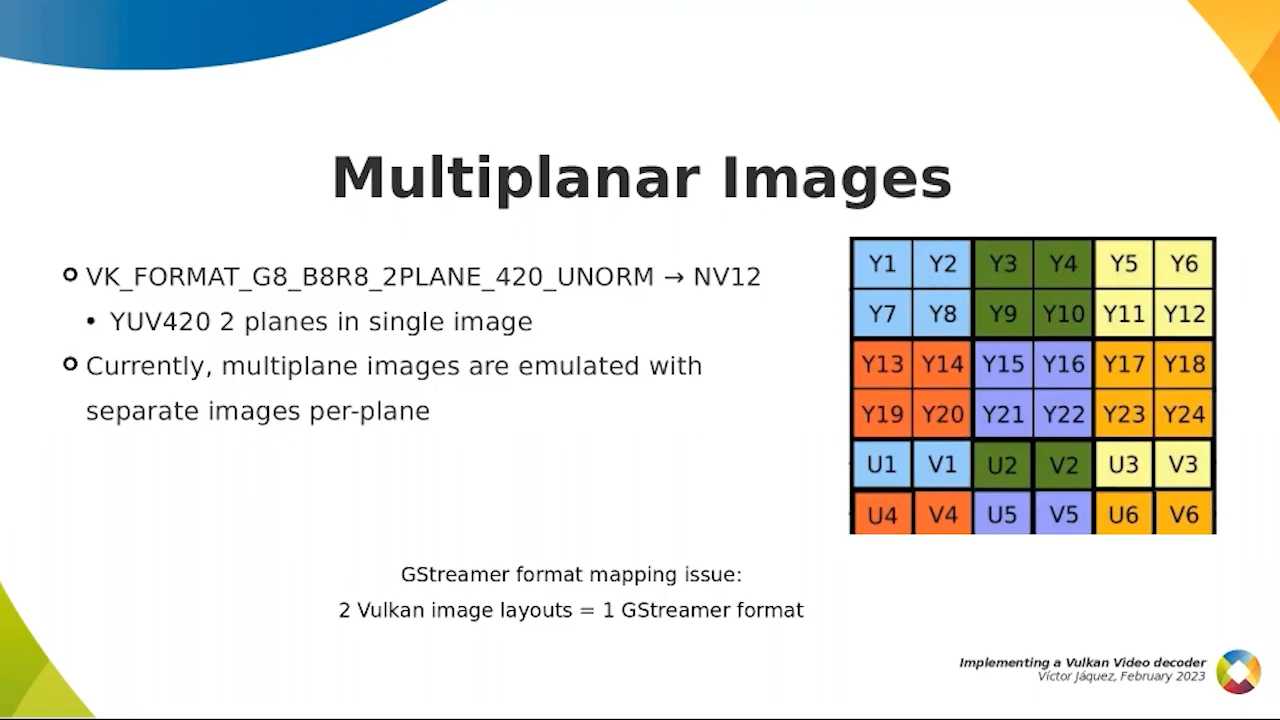 Multiplanar Images
VK_FORMAT_G8_B8R8_2PLANE_420_UNORM → NV12
• YUV420 2 planes in single image
Currently, multiplane images are emulated with
separate images per-plane
Y1 Y2 Y3 Y4 Y5 Y6
Y7 Y8 Y9 Y10 Y11 Y12
Y13 Y14 Y15 Y16 Y17 Y18
Y19 Y20 Y21 Y22 Y23 Y24
U1 V1 U2 V2 U3 V3
U4 V4 U5 V5 U6 V6
GStreamer format mapping issue:
2 Vulkan image layouts = 1 GStreamer format
Implementing a Vulkan Video decoder
Víctor Jáquez, February 2023